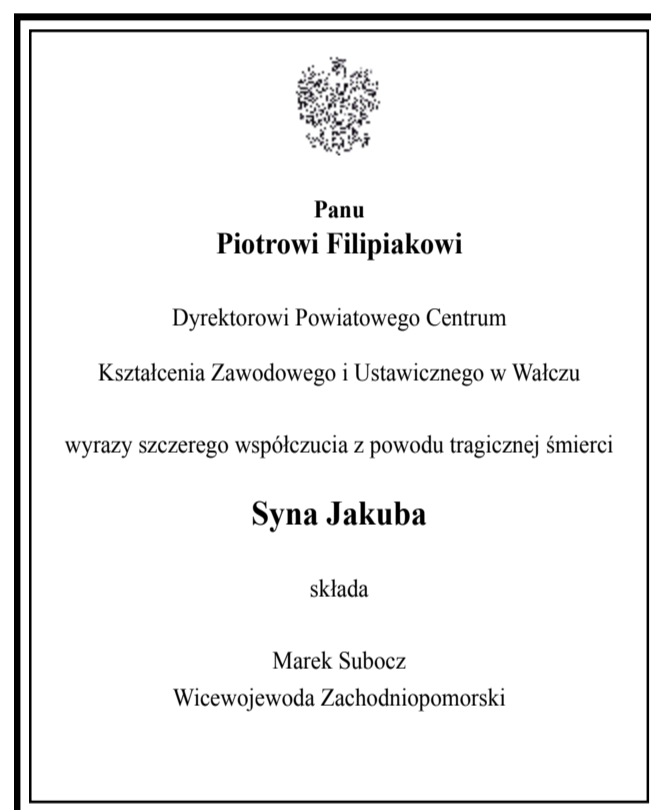 Panu
Piotrowi Filipiakowi
Dyrektorowi Powiatowego Centrum
Kształcenia Zawodowego i Ustawicznego w Wałczu
wyrazy szczerego współczucia z powodu tragicznej śmierci
Syna Jakuba
składa
Marek Subocz
Wicewojewoda Zachodniopomorski